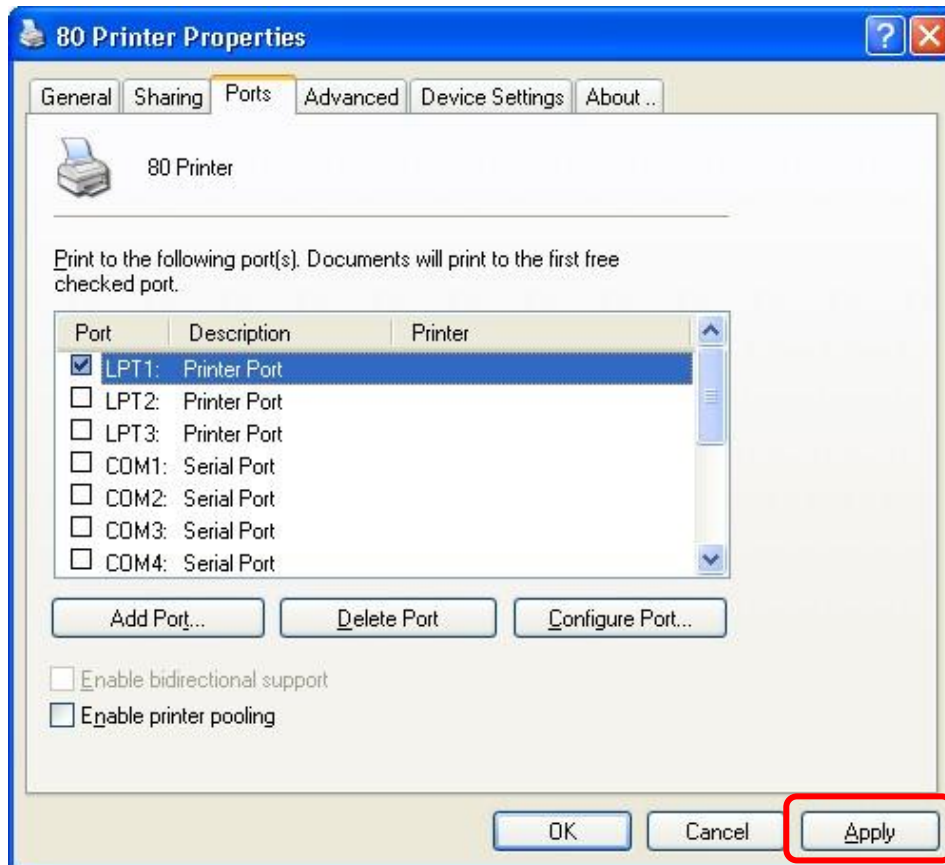 80 Printer Properties
General Sharing Ports Advanced Device Settings About ..
80 Printer
Print to the following port(s). Documents will print to the first free
checked port.
Port Description Printer
LPT1: Printer Port
LPT2: Printer Port
LPT3: Printer Port
COM1: Serial Port
COM2: Serial Port
COM3: Serial Port
COM4: Serial Port
Add Port... Delete Port Configure Port...
Enable bidirectional support
Enable printer pooling
OK Cancel Apply